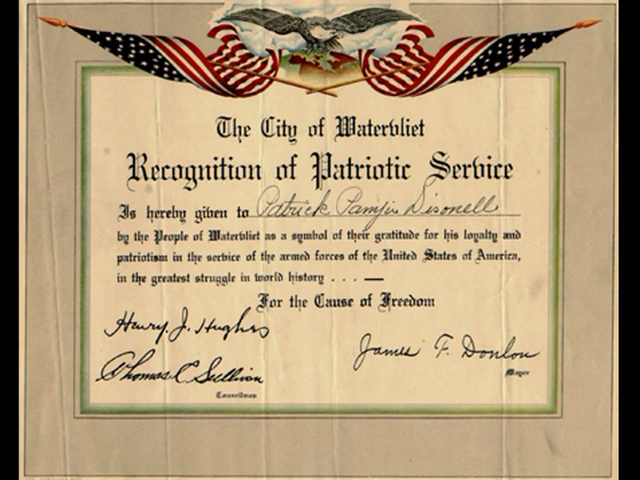 The City of Watervliet
Recognition of Patriotic Service
Is hereby given to Patrick
by the People of Watervliet as a symbol of their gratitude for his loyalty and
patriotism in the service of the armed forces of the United States of America,
in the greatest struggle in world history . . . —
For the Cause of Freedom
Henry. J. Hughes
James F. Donlon
Mayor
Thomas C Sullivan
Councilmen